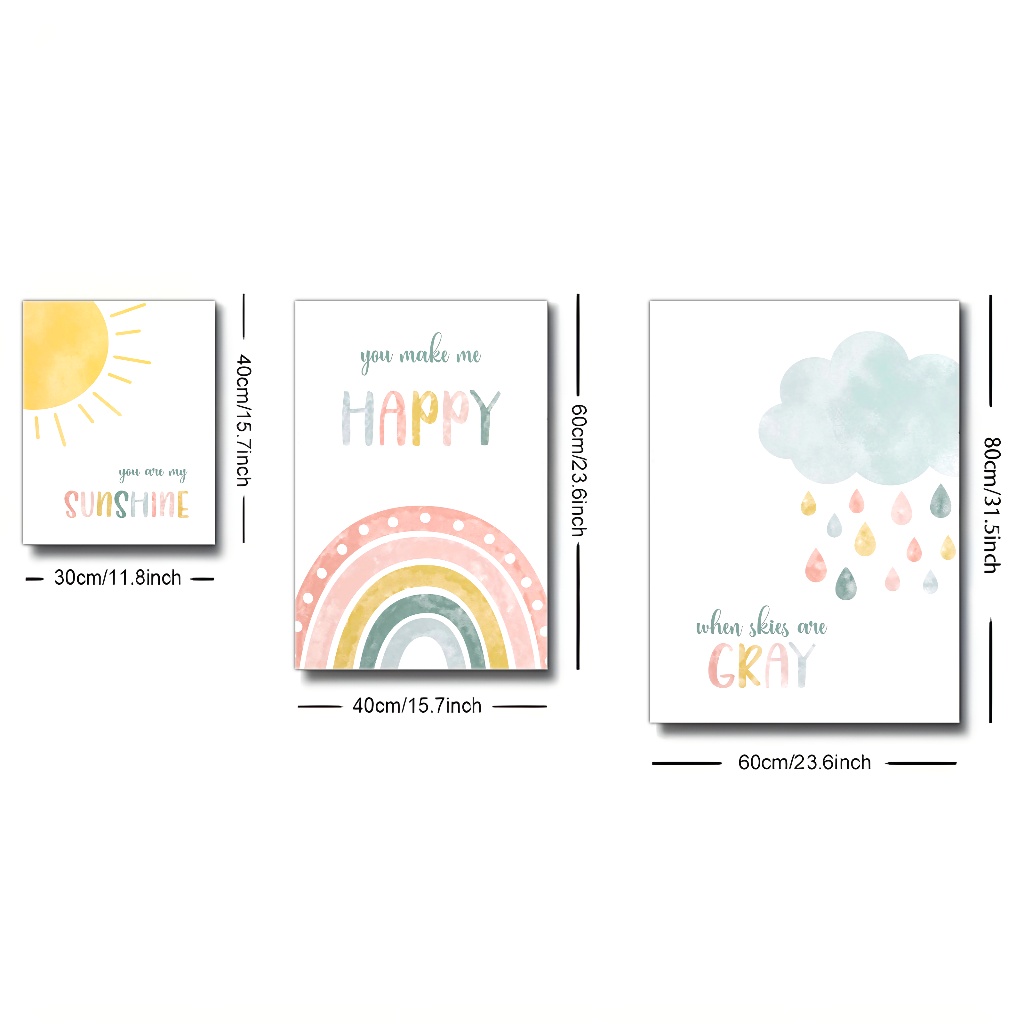 you are my
SUNSHINE
40cm/15.7inch
30cm/11.8inch
you make me
HAPPY
60cm/23.6inch
40cm/15.7inch
when skies are
GRAY
80cm/31.5inch
60cm/23.6inch